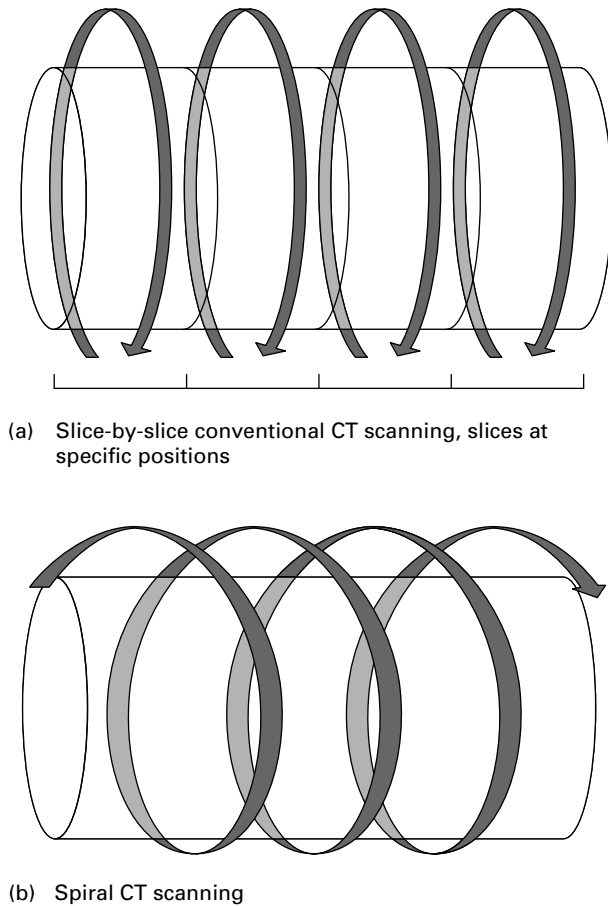 (a) Slice-by-slice conventional CT scanning, slices at
specific positions
(b) Spiral CT scanning